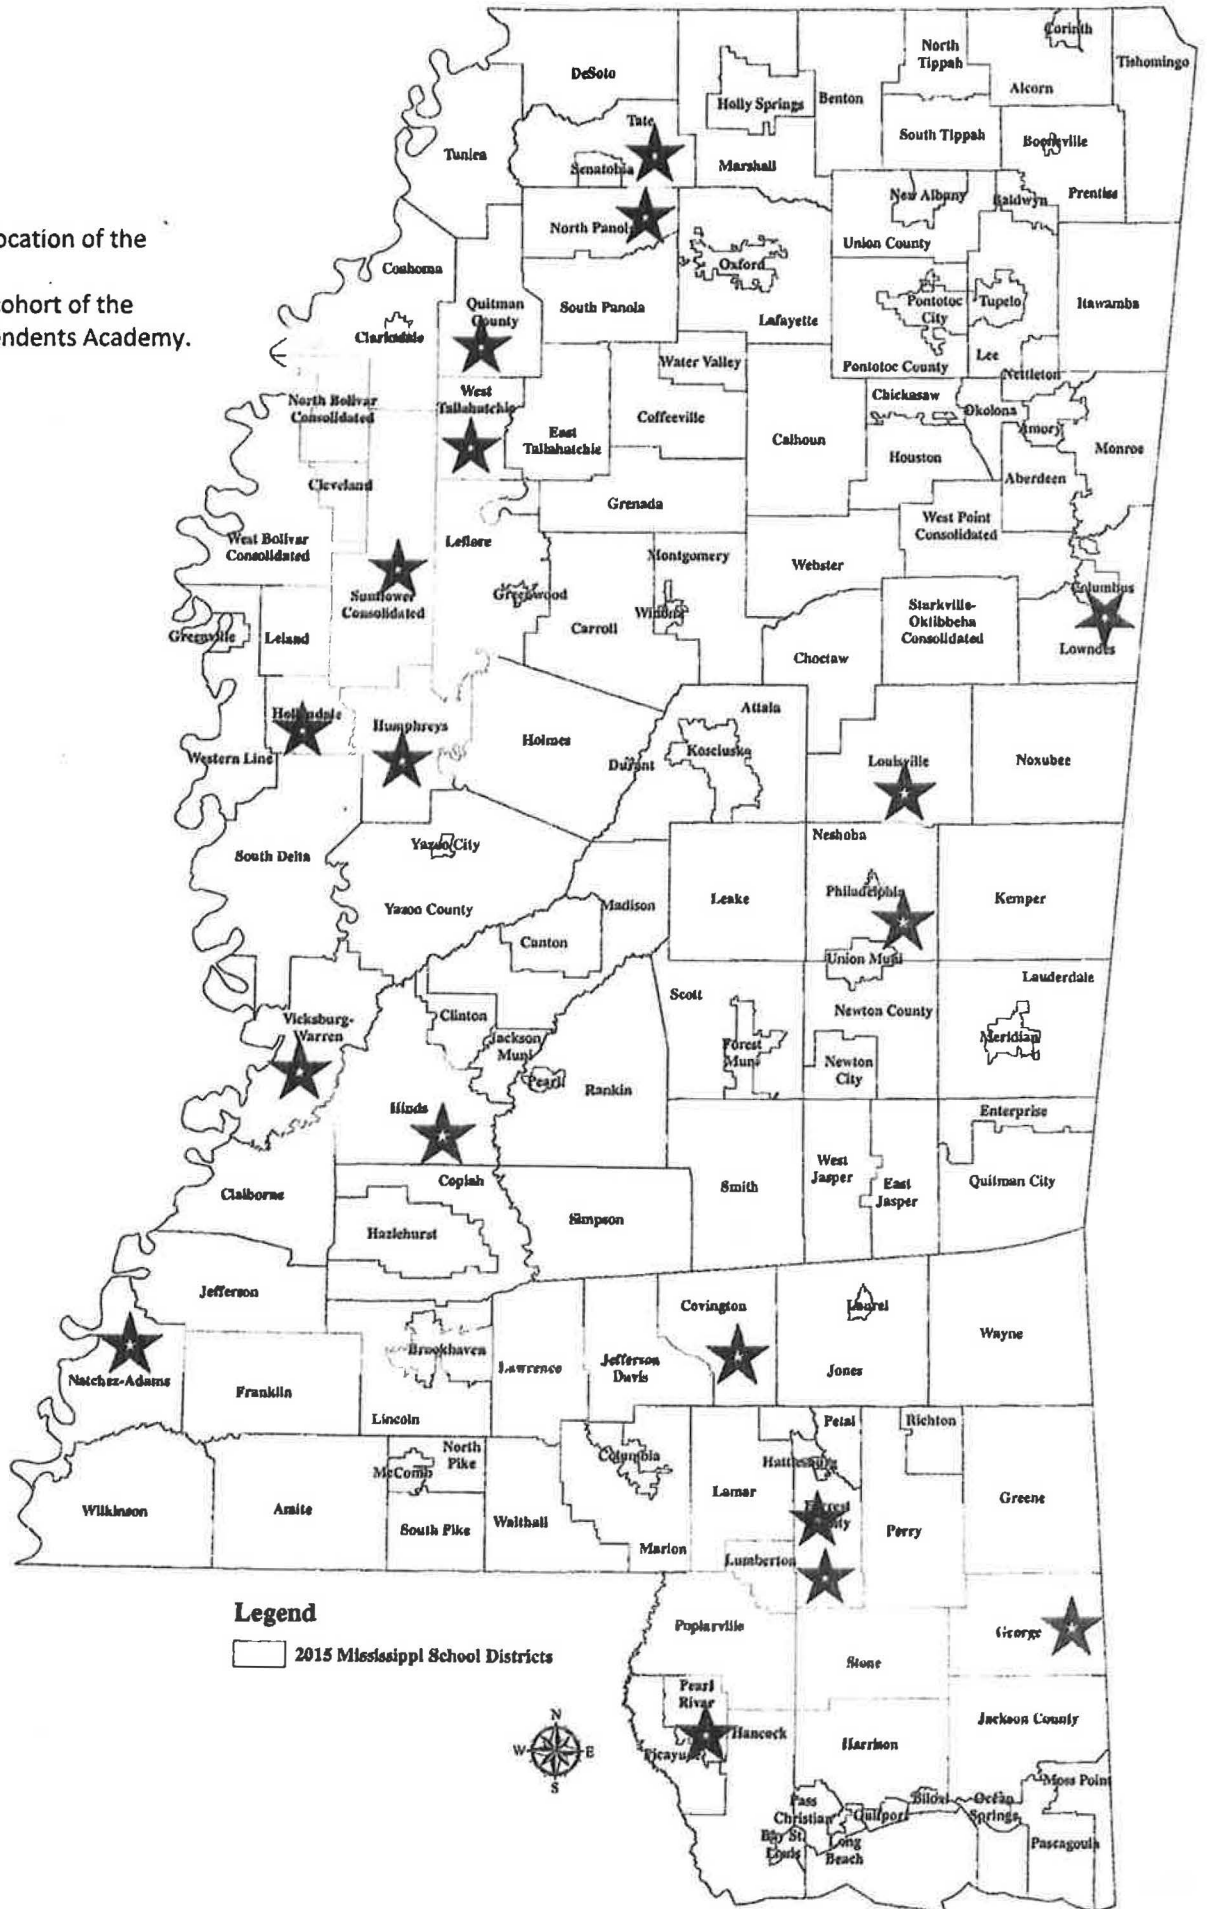 ocation of the
cohort of the
endents Academy.
Corinth
North
Tippah
Tishomingo
DeSoto
Alcorn
Holly Springs
Benton
Tate
South Tippah
Booneville
Tunica
Senatobia
Marshall
New Albany
Baldwyn
Prentiss
North Panola
Union County
Coahoma
Oxford
Quitman
County
South Panola
Pontotoc
City
Tupelo
Itawamba
Lafayette
Clarksdale
Lee
Water Valley
Pontotoc County
Nettleton
West
Tallahatchie
Chickasaw
North Bolivar
Consolidated
Okolona
Coffeeville
Amory
East
Tallahatchie
Calhoun
Monroe
Houston
Aberdeen
Cleveland
Grenada
West Point
Consolidated
West Bolivar
Consolidated
Leflore
Montgomery
Webster
Columbus
Sunflower
Consolidated
Greenwood
Starkville-
Oktibbeha
Consolidated
Winona
Carroll
Greenville
Leland
Choctaw
Lowndes
Attala
Hollandale
Humphreys
Holmes
Kosciusko
Western Line
Durant
Louisville
Noxubee
Neshoba
Yazoo City
South Delta
Philadelphia
Leake
Kemper
Yazoo County
Madison
Canton
Union Muni
Scott
Lauderdale
Clinton
Newton County
Vicksburg-
Warren
Jackson
Muni
Meridian
Forest
Muni
Newton
City
Pearl
Rankin
Hinds
Enterprise
West
Jasper
Copiah
Smith
East
Jasper
Quitman City
Claiborne
Hazlehurst
Simpson
Jefferson
Covington
Laurel
Wayne
Brookhaven
Lawrence
Jefferson
Davis
Jones
Natchez-Adams
Franklin
Lincoln
Petal
Richton
North
Pike
Columbia
Hattiesburg
McComb
Lamar
Greene
Wilkinson
Amite
Forrest
County
South Pike
Walthall
Perry
Marion
Lumberton
Legend
2015 Mississippi School Districts
Poplarville
George
Stone
Pearl
River
N
W E
S
Hancock
Jackson County
Picayune
Harrison
Moss Point
Pass
Christian
Gulfport
Biloxi
Ocean
Springs
Bay St.
Louis
Long
Beach
Pascagoula